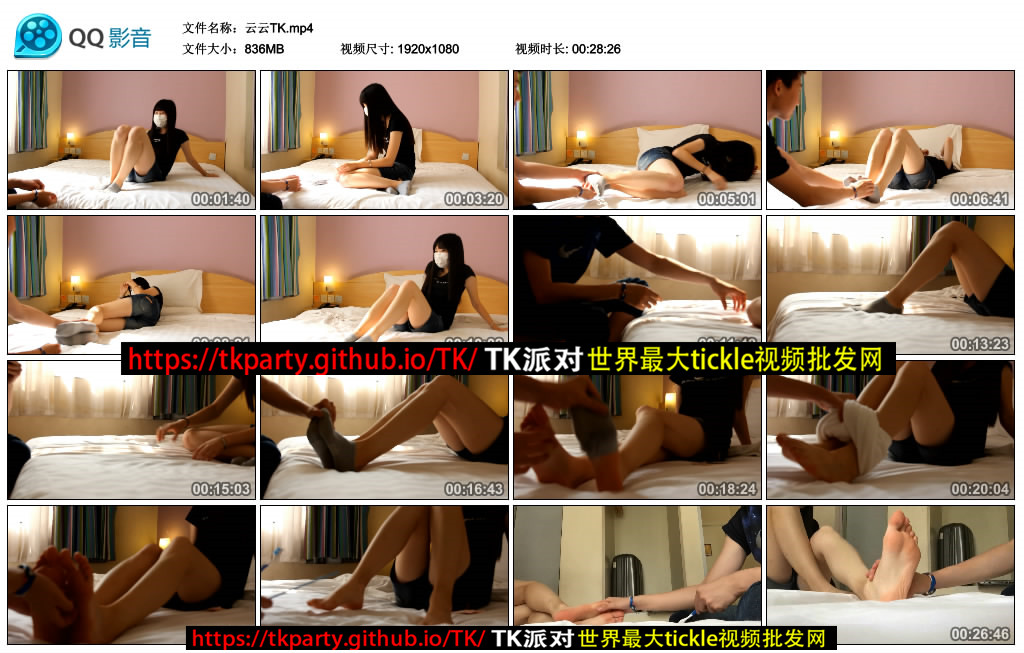 QQ 影音
文件名称: 云云TK.mp4
文件大小: 836MB 视频尺寸: 1920x1080 视频时长: 00:28:26
00:01:40 00:03:20 00:05:01 00:06:41
https://tkparty.github.io/TK/ TK派对 世界最大tickle视频批发网
00:13:23
00:15:03 00:16:43 00:18:24 00:20:04
https://tkparty.github.io/TK/ TK派对 世界最大tickle视频批发网
00:26:46